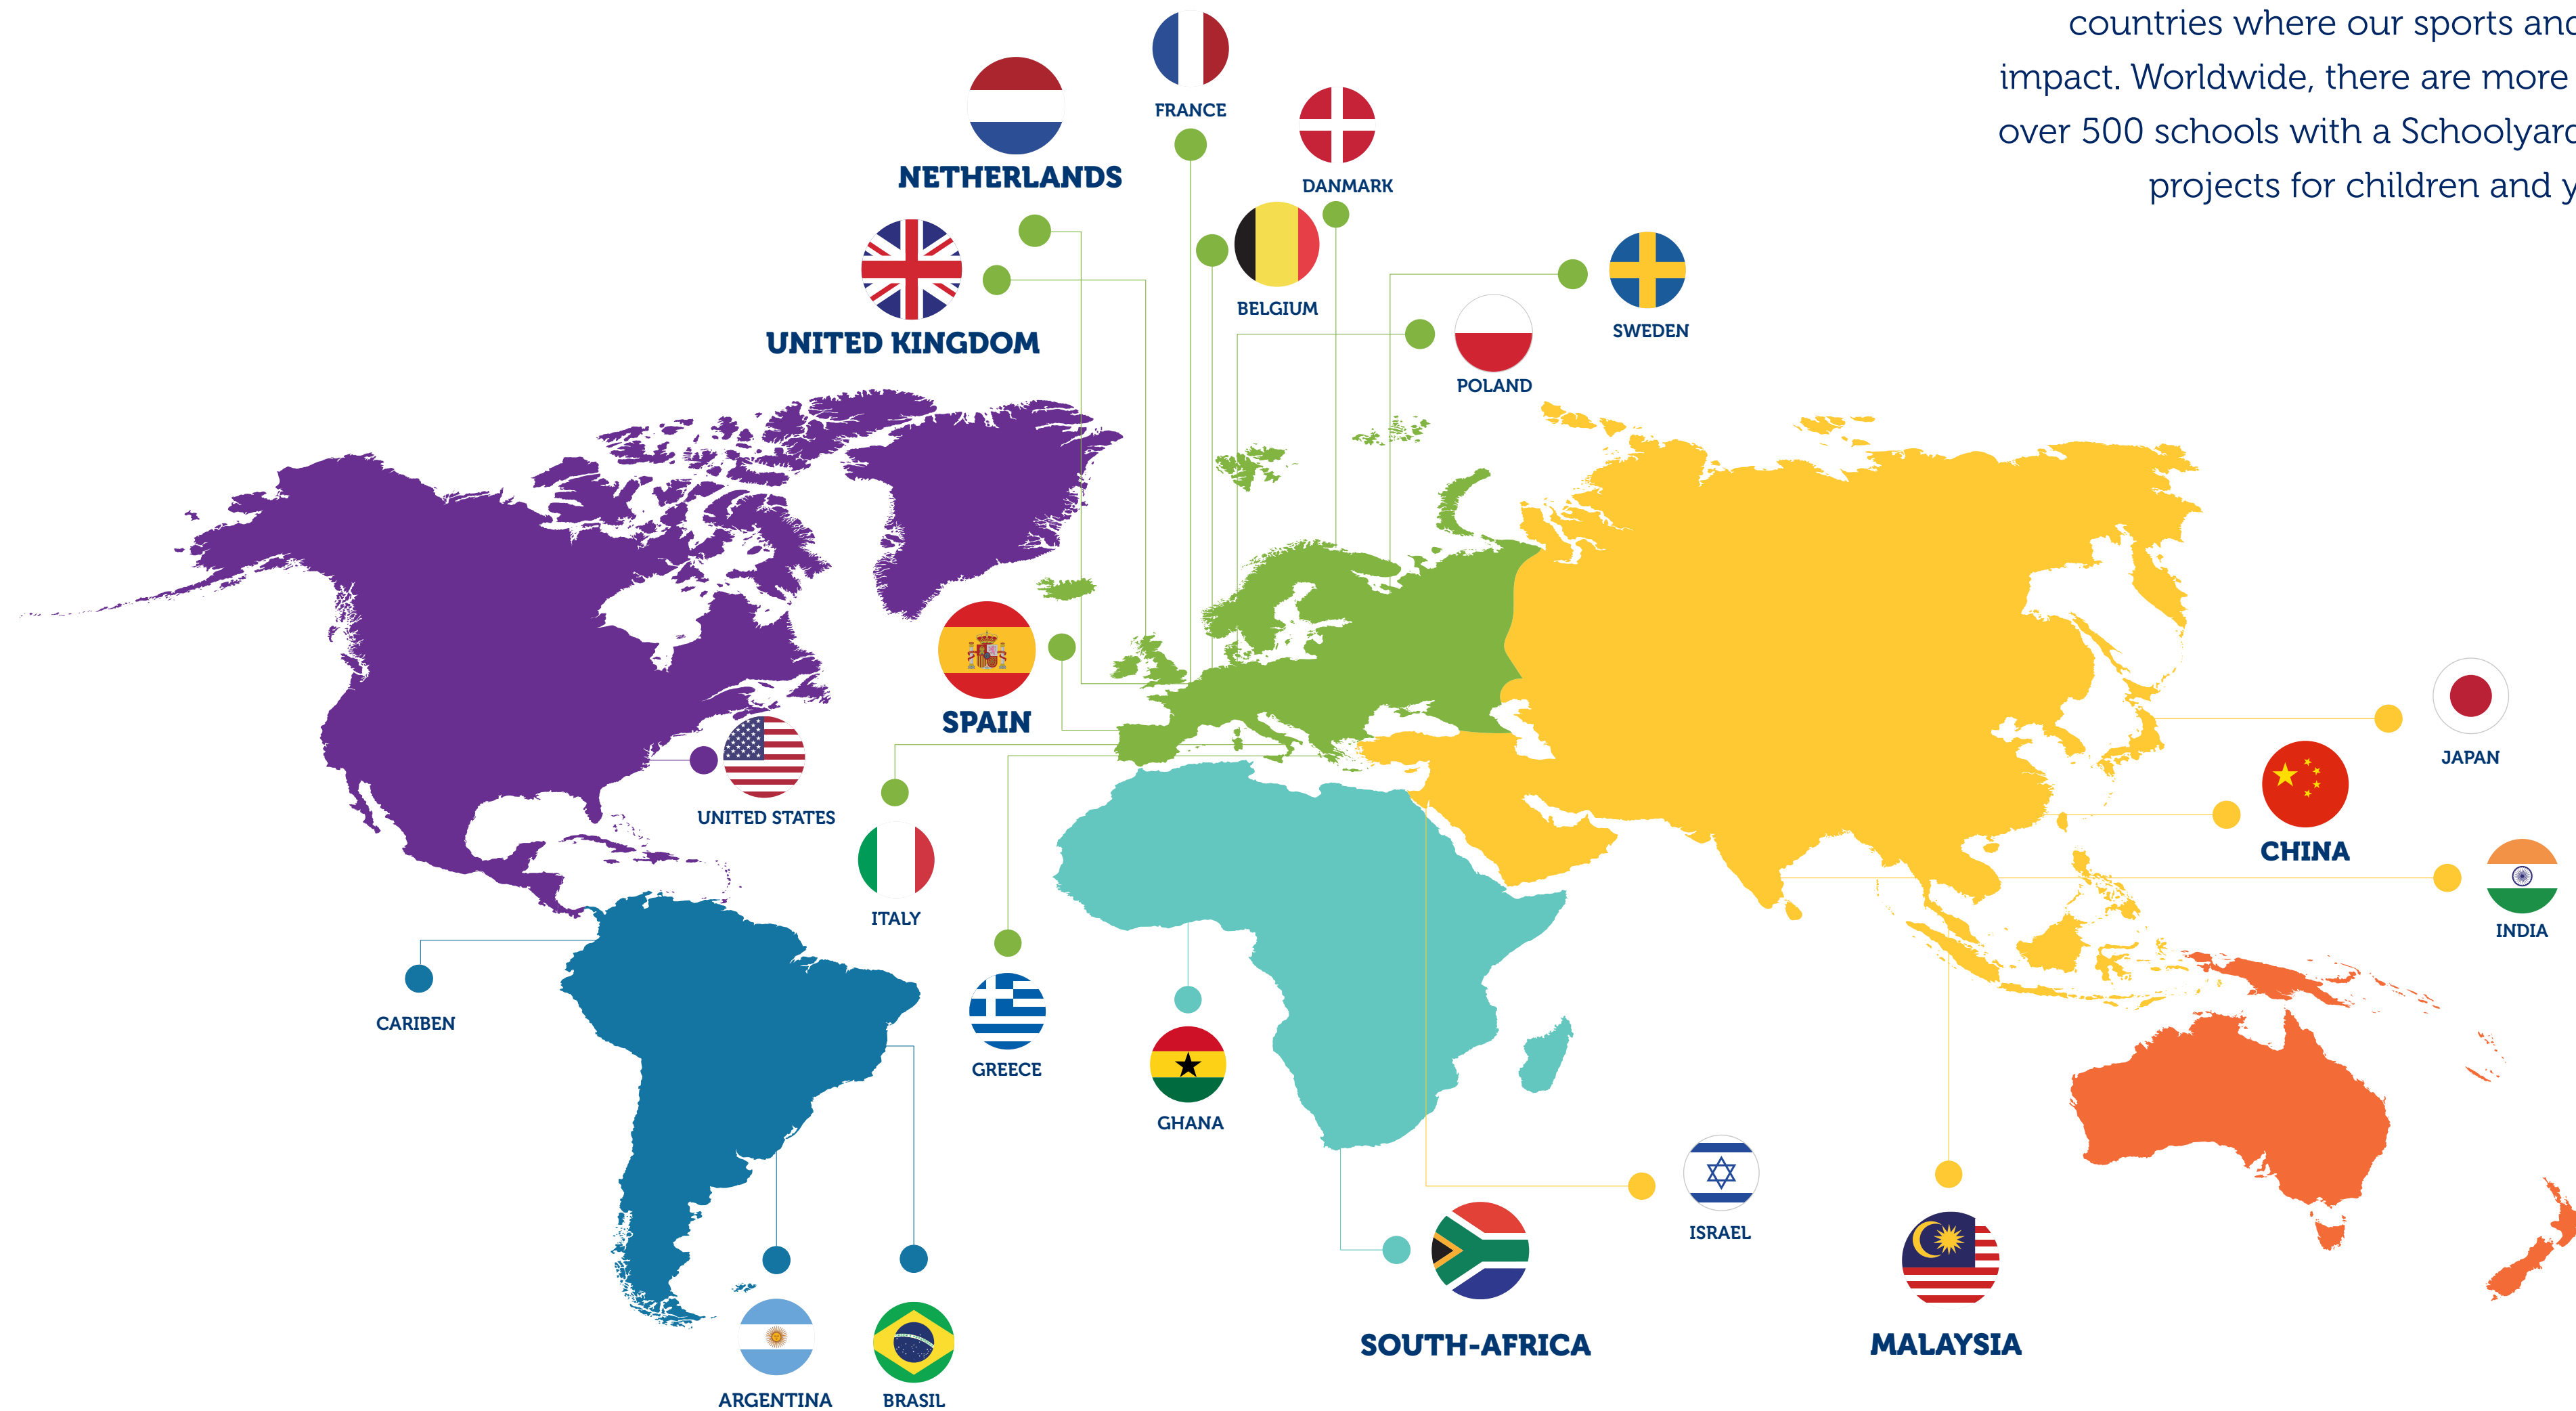 countries where our sports and
impact. Worldwide, there are more
over 500 schools with a Schoolyard
projects for children and y
FRANCE
NETHERLANDS
DANMARK
BELGIUM
UNITED KINGDOM
SWEDEN
POLAND
SPAIN
JAPAN
UNITED STATES
CHINA
ITALY
INDIA
CARIBEN
GREECE
GHANA
ISRAEL
SOUTH-AFRICA
MALAYSIA
ARGENTINA
BRASIL